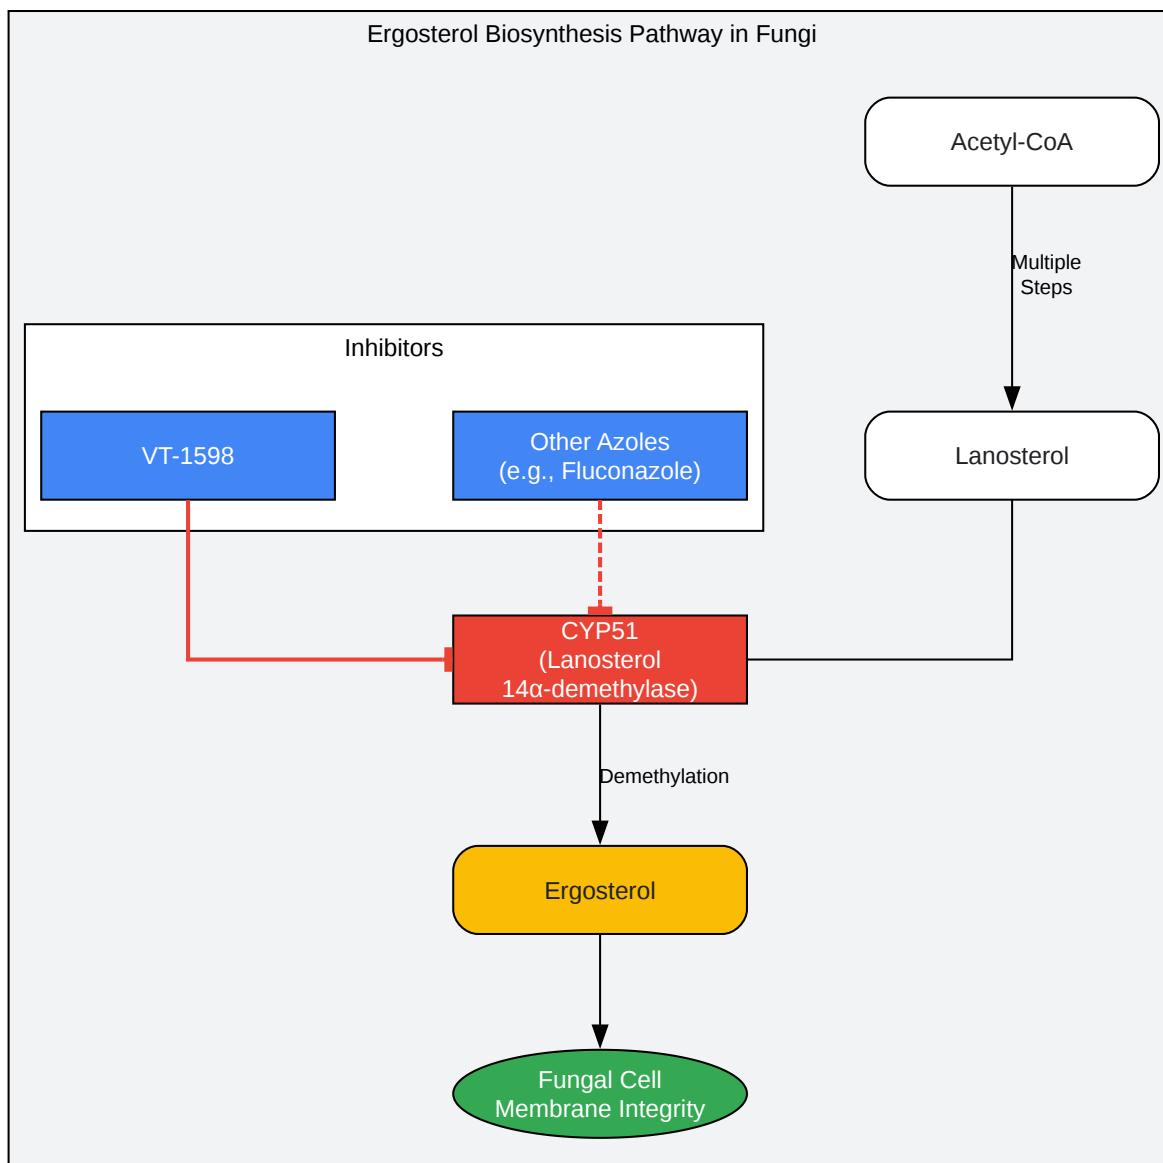 Ergosterol Biosynthesis Pathway in Fungi
Acetyl-CoA
Multiple
Steps
Inhibitors
VT-1598
Other Azoles
(e.g., Fluconazole)
Lanosterol
CYP51
(Lanosterol
14α-demethylase)
Demethylation
Ergosterol
Fungal Cell
Membrane Integrity